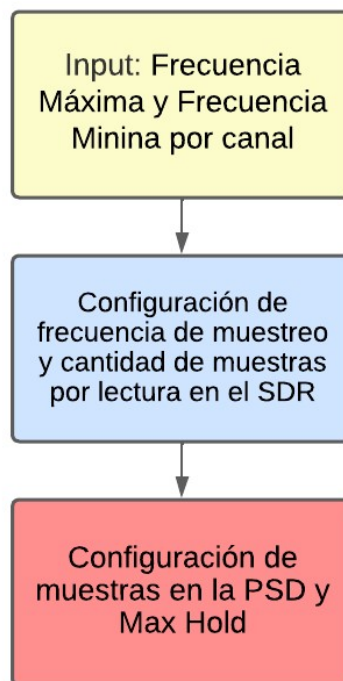 Input: Frecuencia
Máxima y Frecuencia
Minina por canal
Configuración de
frecuencia de muestreo
y cantidad de muestras
por lectura en el SDR
Configuración de
muestras en la PSD y
Max Hold